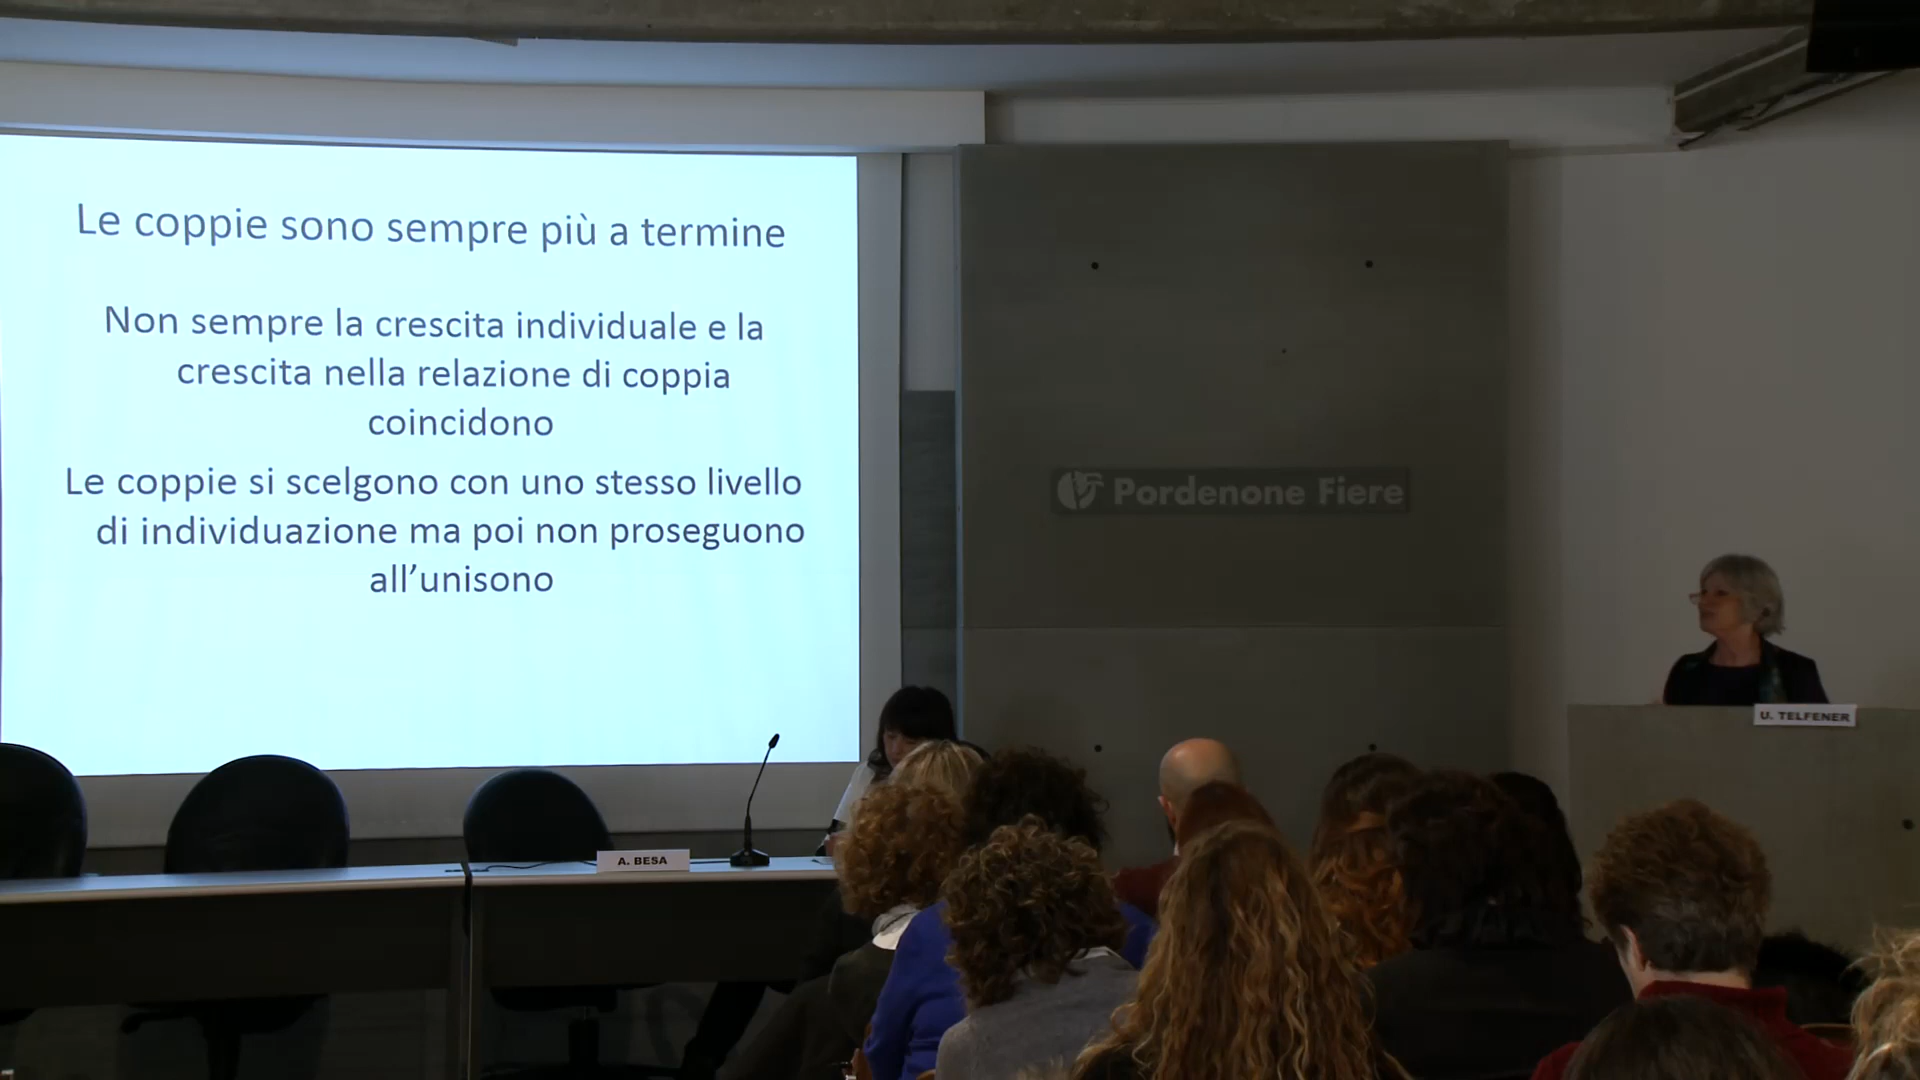 Le coppie sono sempre più a termine
Non sempre la crescita individuale e la
crescita nella relazione di coppia
coincidono
Le coppie si scelgono con uno stesso livello
di individuazione ma poi non proseguono
all’unisono
Pordenone Fiere
U. TELFENER
A. BESA